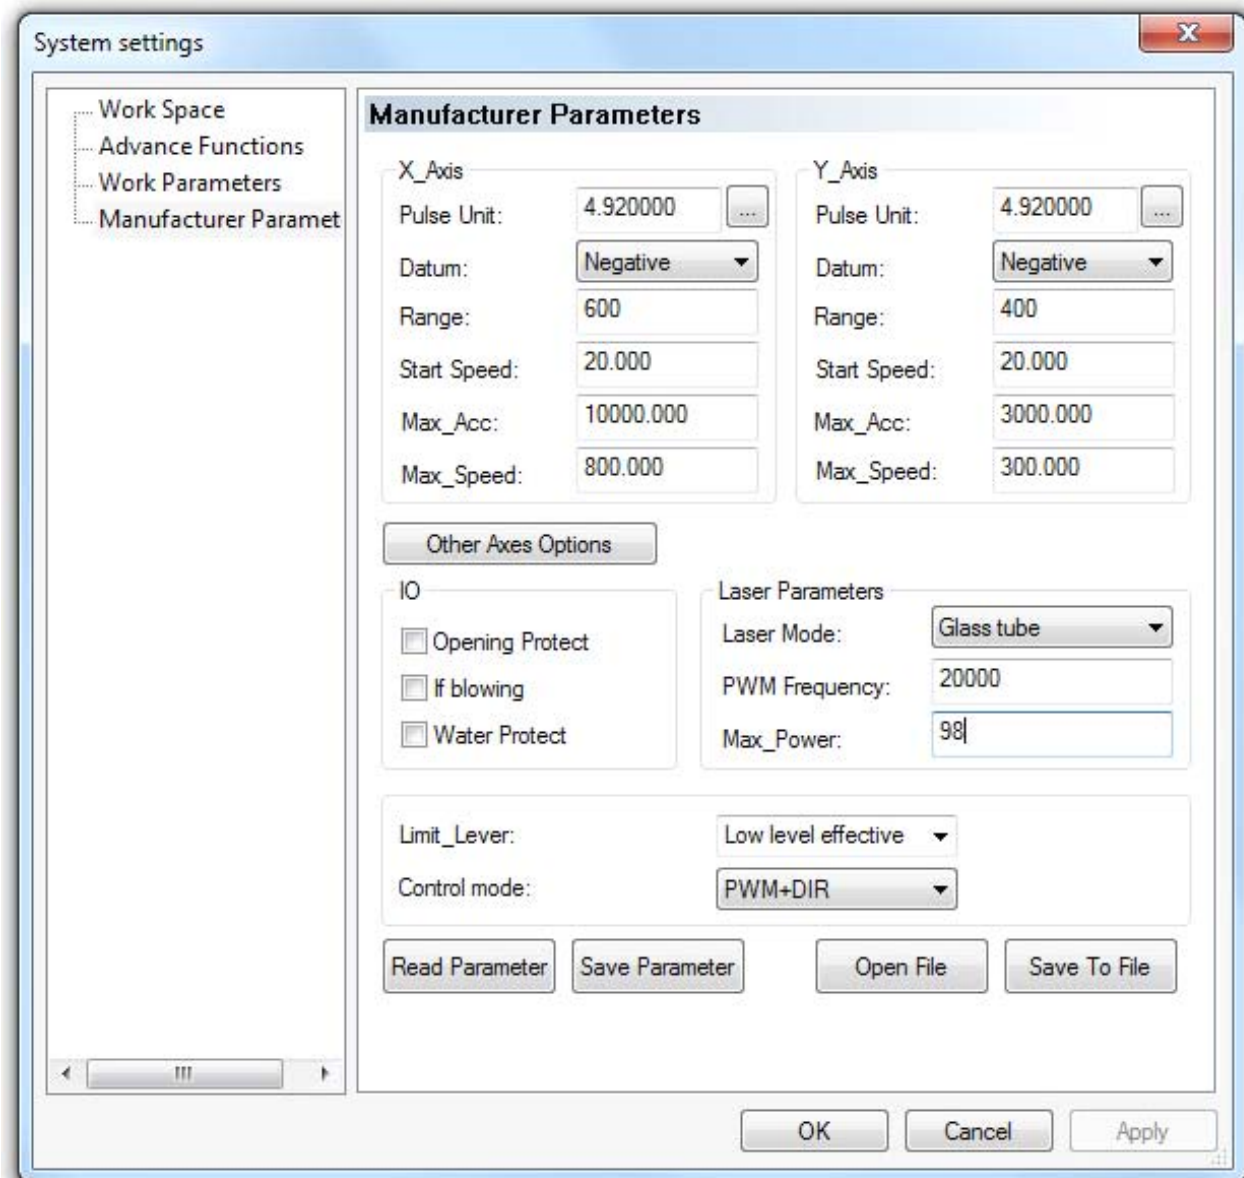 System settings
Work Space
Advance Functions
Work Parameters
Manufacturer Paramet
Manufacturer Parameters
X_Axis
Pulse Unit: 4.920000 ...
Datum: Negative
Range: 600
Start Speed: 20.000
Max_Acc: 10000.000
Max_Speed: 800.000
Y_Axis
Pulse Unit: 4.920000 ...
Datum: Negative
Range: 400
Start Speed: 20.000
Max_Acc: 3000.000
Max_Speed: 300.000
Other Axes Options
IO
Opening Protect
If blowing
Water Protect
Laser Parameters
Laser Mode: Glass tube
PWM Frequency: 20000
Max_Power: 98
Limit_Lever: Low level effective
Control mode: PWM+DIR
Read Parameter Save Parameter Open File Save To File
OK Cancel Apply